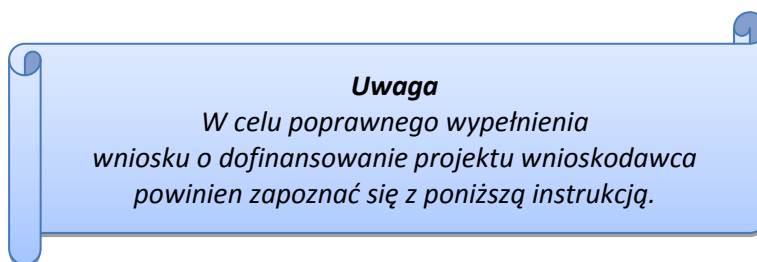 Uwaga
W celu poprawnego wypełnienia
wniosku o dofinansowanie projektu wnioskodawca
powinien zapoznać się z poniższą instrukcją.